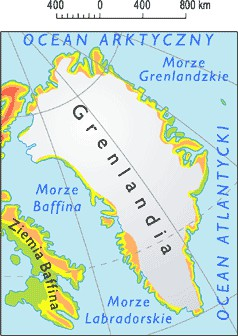 400 0 400 800 km
OCEAN ARKTYCZNY
Morze
Grenlandzkie
Grenlandia
Morze
Baffina
OCEAN ATLANTYCKI
Ziemia Baffina
Morze
Labradorskie